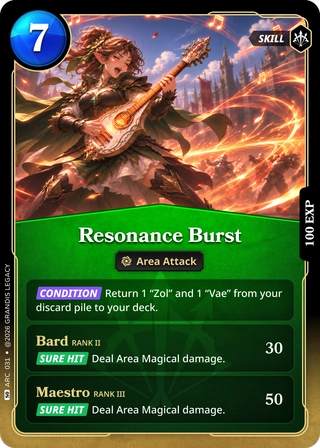 7
SKILL
Resonance Burst
Area Attack
100 EXP
CONDITION Return 1 “Zol” and 1 “Vae” from your
discard pile to your deck.
Bard RANK II
SURE HIT Deal Area Magical damage.
30
Maestro RANK III
SURE HIT Deal Area Magical damage.
50
ARC 031 ● @2026 GRANDIS LEGACY